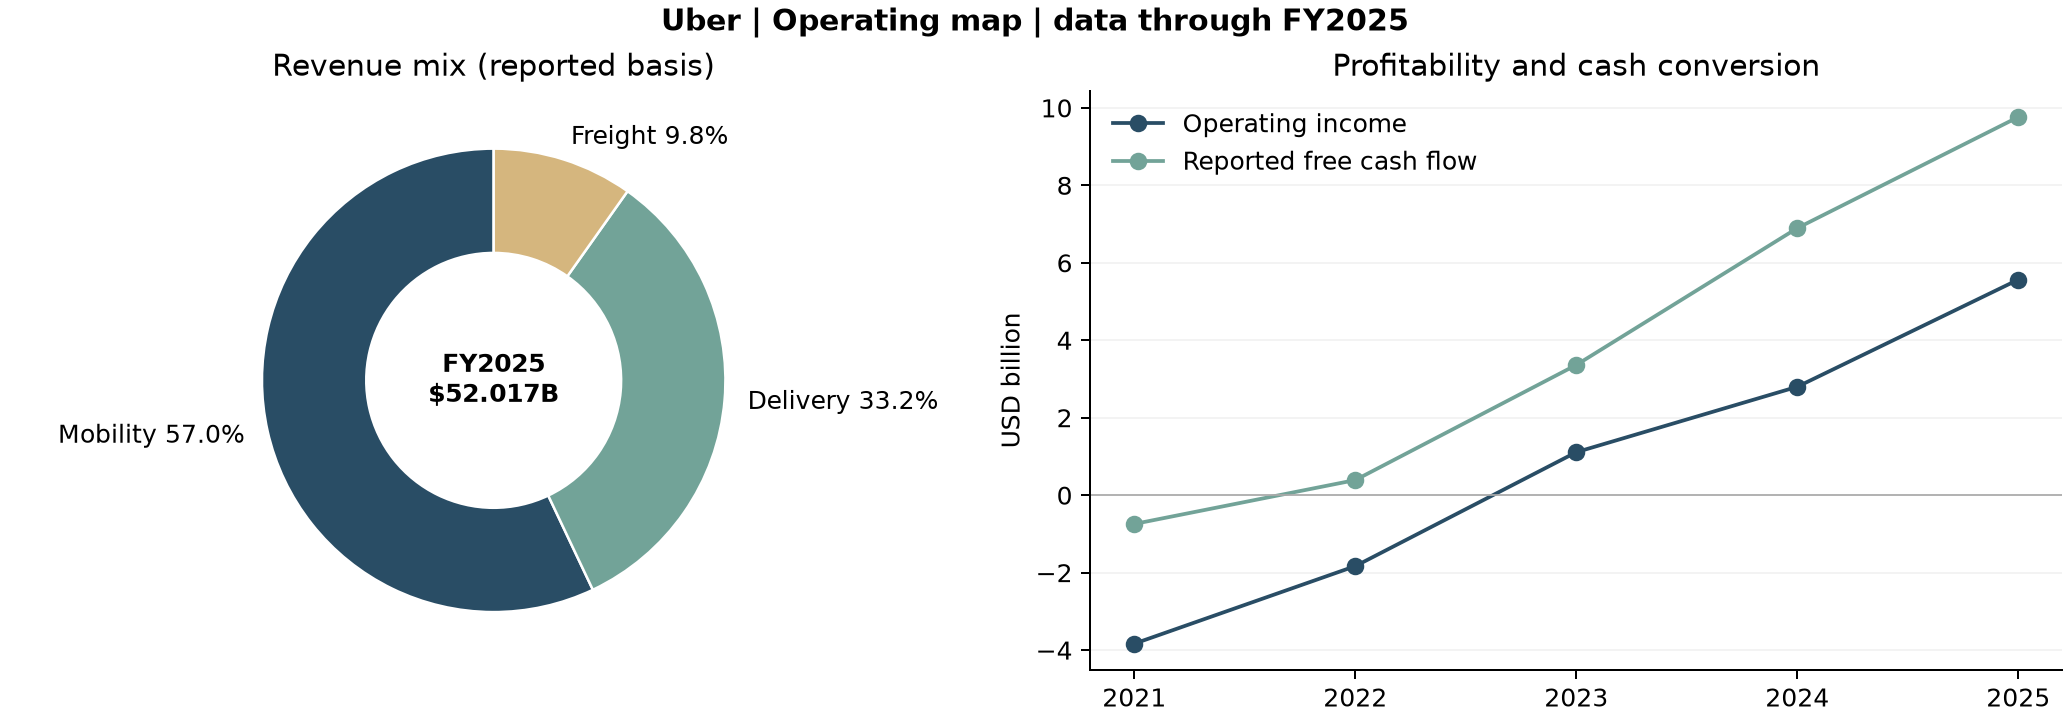 Uber | Operating map | data through FY2025
Revenue mix (reported basis)
Freight 9.8%
FY2025
$52.017B
Delivery 33.2%
Mobility 57.0%
Profitability and cash conversion
Operating income
Reported free cash flow
USD billion
10
8
6
4
2
0
−2
−4
2021
2022
2023
2024
2025